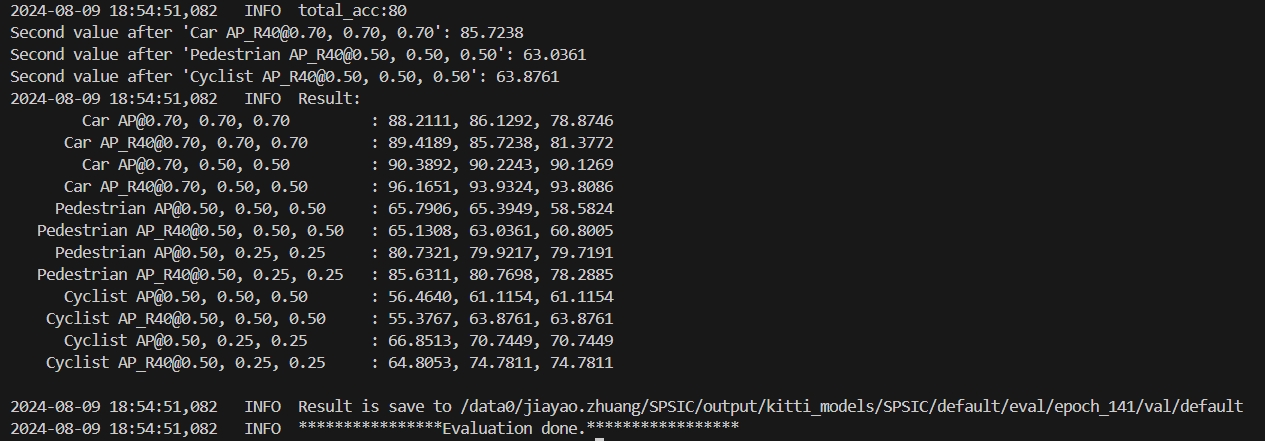 2024-08-09 18:54:51,082   INFO  total_acc:80
Second value after 'Car AP_R40@0.70, 0.70, 0.70': 85.7238
Second value after 'Pedestrian AP_R40@0.50, 0.50, 0.50': 63.0361
Second value after 'Cyclist AP_R40@0.50, 0.50, 0.50': 63.8761
2024-08-09 18:54:51,082   INFO  Result:
Car AP@0.70, 0.70, 0.70         : 88.2111, 86.1292, 78.8746
Car AP_R40@0.70, 0.70, 0.70       : 89.4189, 85.7238, 81.3772
Car AP@0.70, 0.50, 0.50         : 90.3892, 90.2243, 90.1269
Car AP_R40@0.70, 0.50, 0.50       : 96.1651, 93.9324, 93.8086
Pedestrian AP@0.50, 0.50, 0.50     : 65.7906, 65.3949, 58.5824
Pedestrian AP_R40@0.50, 0.50, 0.50   : 65.1308, 63.0361, 60.8005
Pedestrian AP@0.50, 0.25, 0.25     : 80.7321, 79.9217, 79.7191
Pedestrian AP_R40@0.50, 0.25, 0.25   : 85.6311, 80.7698, 78.2885
Cyclist AP@0.50, 0.50, 0.50       : 56.4640, 61.1154, 61.1154
Cyclist AP_R40@0.50, 0.50, 0.50     : 55.3767, 63.8761, 63.8761
Cyclist AP@0.50, 0.25, 0.25       : 66.8513, 70.7449, 70.7449
Cyclist AP_R40@0.50, 0.25, 0.25     : 64.8053, 74.7811, 74.7811
2024-08-09 18:54:51,082   INFO  Result is save to /data0/jiayao.zhuang/SPSIC/output/kitti_models/SPSIC/default/eval/epoch_141/val/default
2024-08-09 18:54:51,082   INFO  ****************Evaluation done.*****************